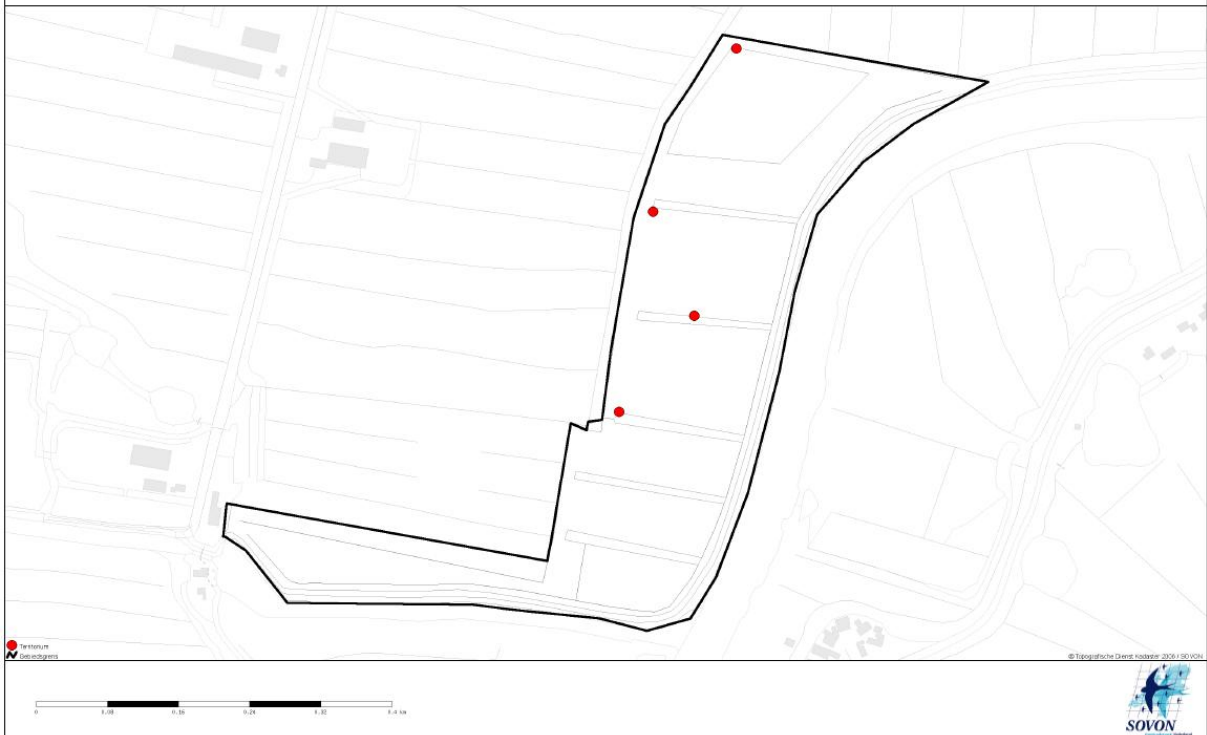 Territorium
Gebiedsgrens
© Topografische Dienst Kadaster 2006 / SOVON
0 0.08 0.16 0.24 0.32 0.4 km
SOVON